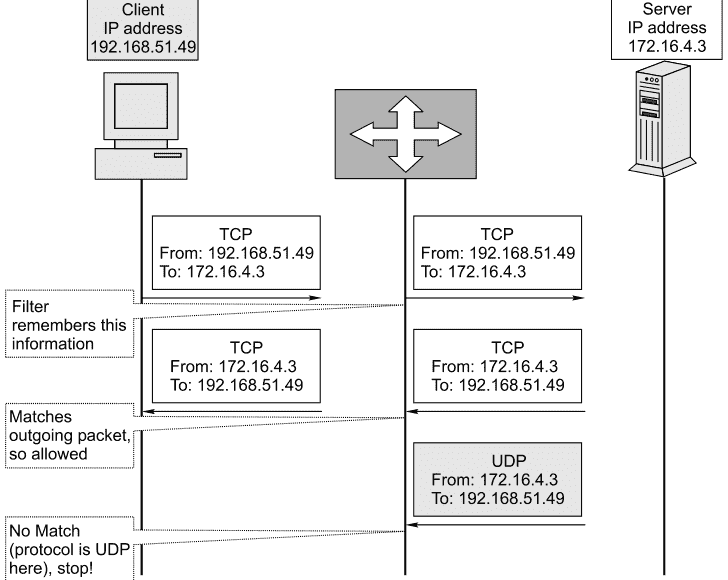 Client
IP address
192.168.51.49
Server
IP address
172.16.4.3
TCP
From: 192.168.51.49
To: 172.16.4.3
TCP
From: 192.168.51.49
To: 172.16.4.3
Filter
remembers this
information
TCP
From: 172.16.4.3
To: 192.168.51.49
TCP
From: 172.16.4.3
To: 192.168.51.49
Matches
outgoing packet,
so allowed
UDP
From: 172.16.4.3
To: 192.168.51.49
No Match
(protocol is UDP
here), stop!